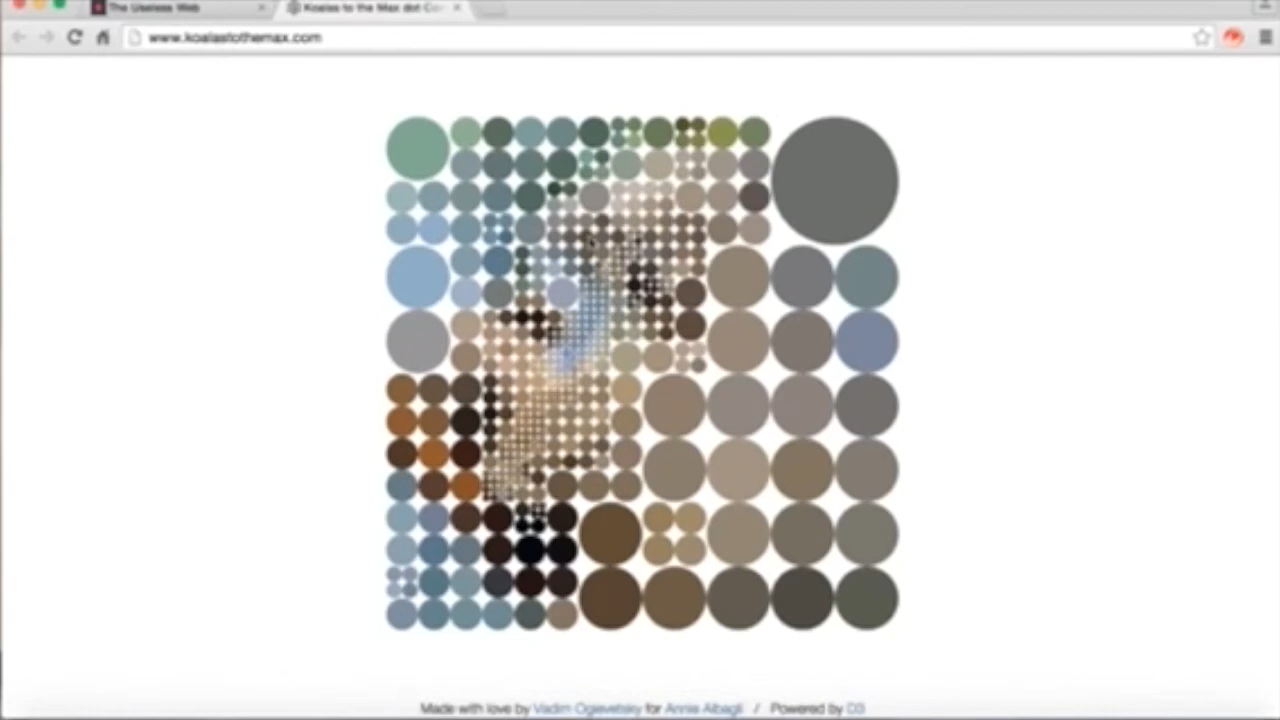 The Useless Web
Koalas to the Max dot Co
www.koalastothemax.com
Made with love by Vadim Ogievetsky for Annie Albagli / Powered by D3